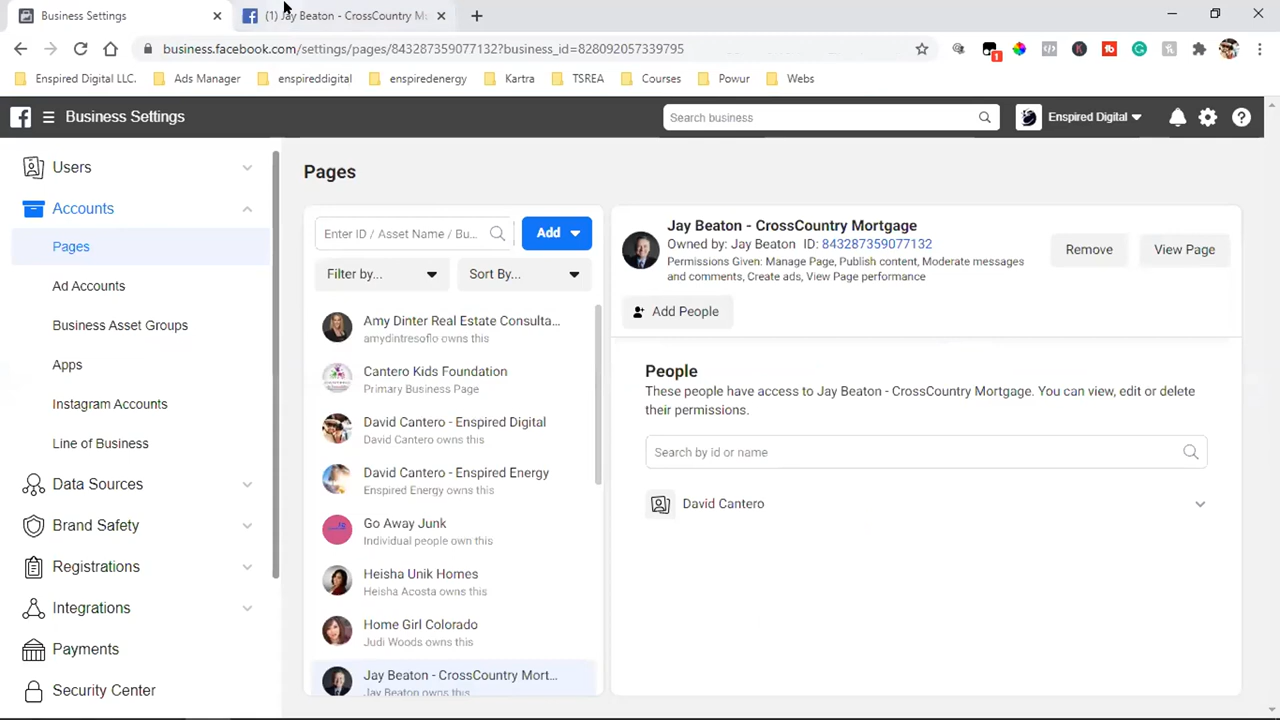 Business Settings
(1) Jay Beaton - CrossCountry M
business.facebook.com/settings/pages/843287359077132?business_id=828092057339795
1
Enspired Digital LLC.
Ads Manager
enspireddigital
enspiredenergy
Kartra
TSREA
Courses
Powur
Webs
Business Settings
Search business
Enspired Digital
Users
Accounts
Pages
Ad Accounts
Business Asset Groups
Apps
Instagram Accounts
Line of Business
Data Sources
Brand Safety
Registrations
Integrations
Payments
Security Center
Pages
Enter ID / Asset Name / Bu...
Add
Filter by...
Sort By...
Amy Dinter Real Estate Consulta...
amydintresoflo owns this
Cantero Kids Foundation
Primary Business Page
David Cantero - Enspired Digital
David Cantero owns this
David Cantero - Enspired Energy
Enspired Energy owns this
Go Away Junk
Individual people own this
Heisha Unik Homes
Heisha Acosta owns this
Home Girl Colorado
Judi Woods owns this
Jay Beaton - CrossCountry Mort...
Jay Beaton owns this
Jay Beaton - CrossCountry Mortgage
Owned by: Jay Beaton ID: 843287359077132
Permissions Given: Manage Page, Publish content, Moderate messages
and comments, Create ads, View Page performance
Remove
View Page
Add People
People
These people have access to Jay Beaton - CrossCountry Mortgage. You can view, edit or delete
their permissions.
Search by id or name
David Cantero